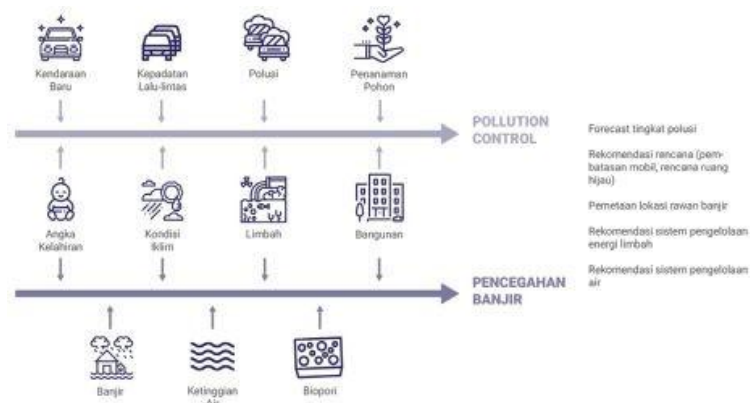 Kendaraan
Baru
Kepadatan
Lalu-lintas
Polusi
Penanaman
Pohon
POLLUTION
CONTROL
Angka
Kelahiran
Kondisi
Iklim
Limbah
Bangunan
PENCEGAHAN
BANJIR
Banjir
Ketinggian
Air
Biopori
Forecast tingkat polusi
Rekomendasi rencana (pem-
batasan mobil, rencana ruang
hijau)
Pemetaan lokasi rawan banjir
Rekomendasi sistem pengelolaan
energi limbah
Rekomendasi sistem pengelolaan
air